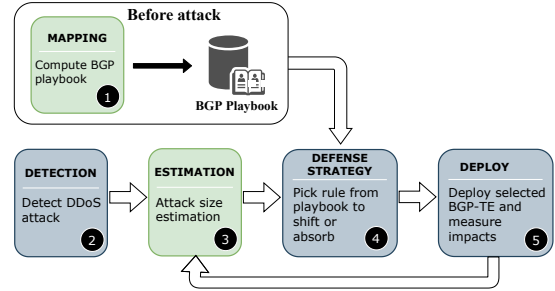 Before attack
MAPPING
Compute BGP
playbook
1
BGP Playbook
DETECTION
Detect DDoS
attack
2
ESTIMATION
Attack size
estimation
3
DEFENSE
STRATEGY
Pick rule from
playbook to
shift or
absorb
4
DEPLOY
Deploy selected
BGP-TE and
measure
impacts
5